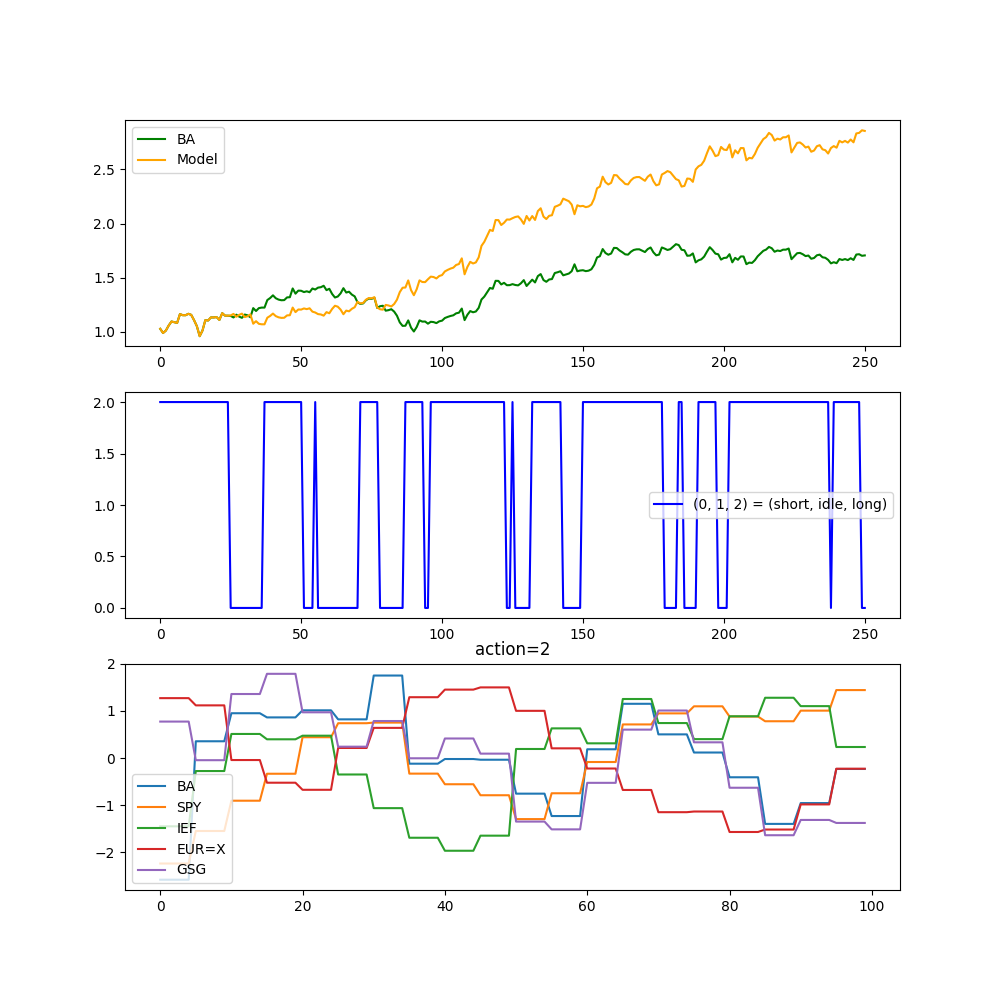 BA
Model
2.5
2.0
1.5
1.0
0 50 100 150 200 250
2.0
1.5
1.0
0.5
0.0
(0, 1, 2) = (short, idle, long)
0 50 100 150 200 250
action=2
2
1
0
−1
−2
BA
SPY
IEF
EUR=X
GSG
0 20 40 60 80 100